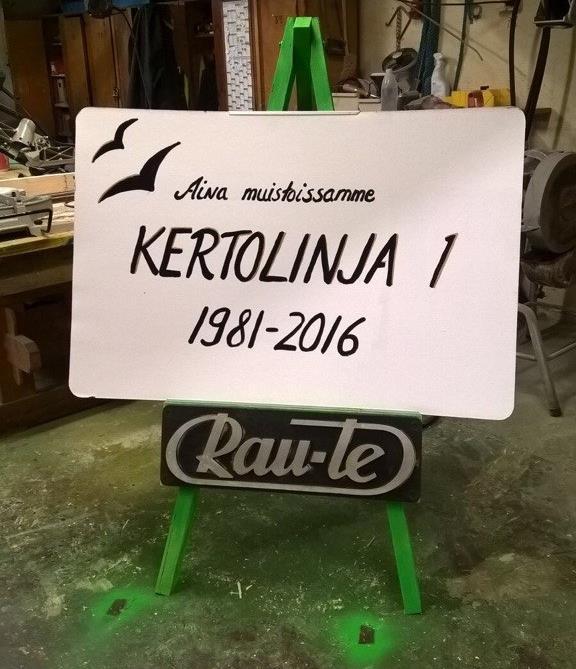 Aina muistoissamme
KERTOLINJA 1
1981-2016
Rau-te